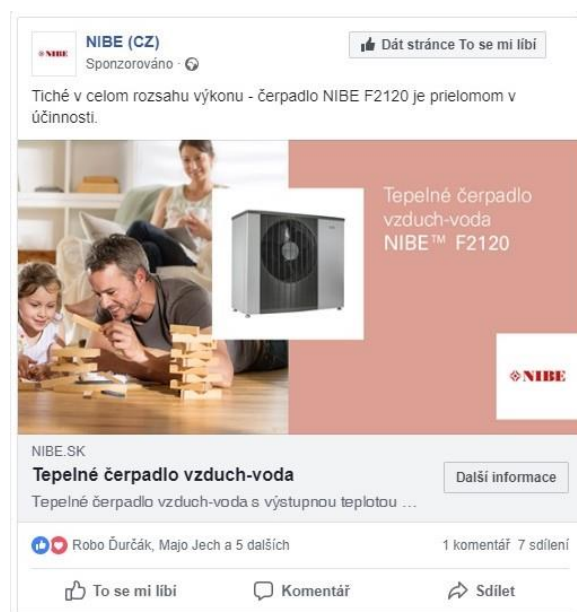 NIBE
NIBE (CZ)
Dát stránce To se mi líbí
Sponzorováno ·
Tiché v celom rozsahu výkonu - čerpadlo NIBE F2120 je prielomom v
účinnosti.
Tepelné čerpadlo
vzduch-voda
NIBE™ F2120
NIBE
NIBE.SK
Tepelné čerpadlo vzduch-voda
Další informace
Tepelné čerpadlo vzduch-voda s výstupnou teplotou …
Robo Ďurčák, Majo Jech a 5 dalších
1 komentář 7 sdílení
To se mi líbí
Komentář
Sdílet